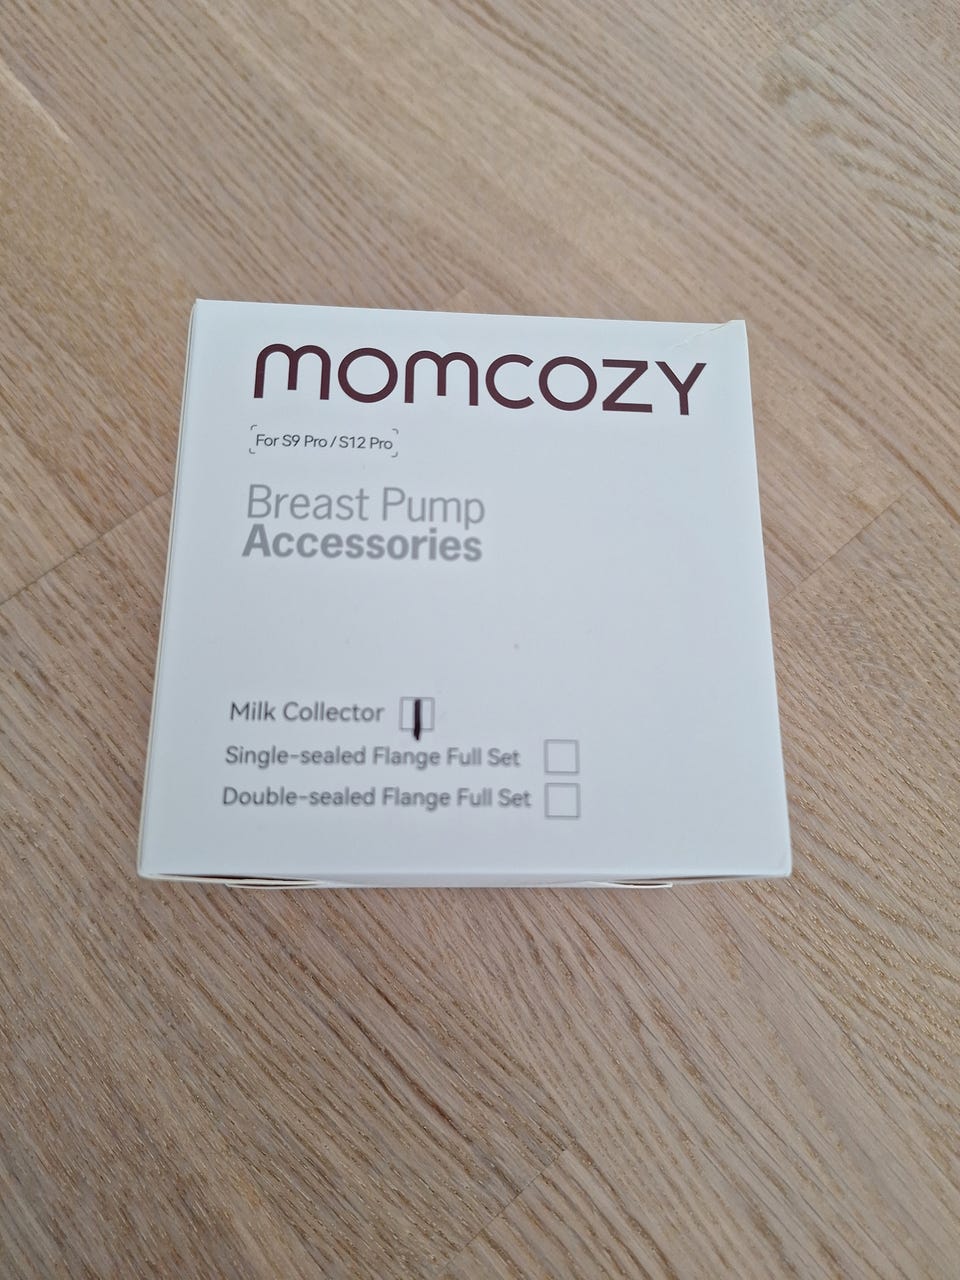 momcozy
For S9 Pro / S12 Pro
Breast Pump
Accessories
Milk Collector
Single-sealed Flange Full Set
Double-sealed Flange Full Set